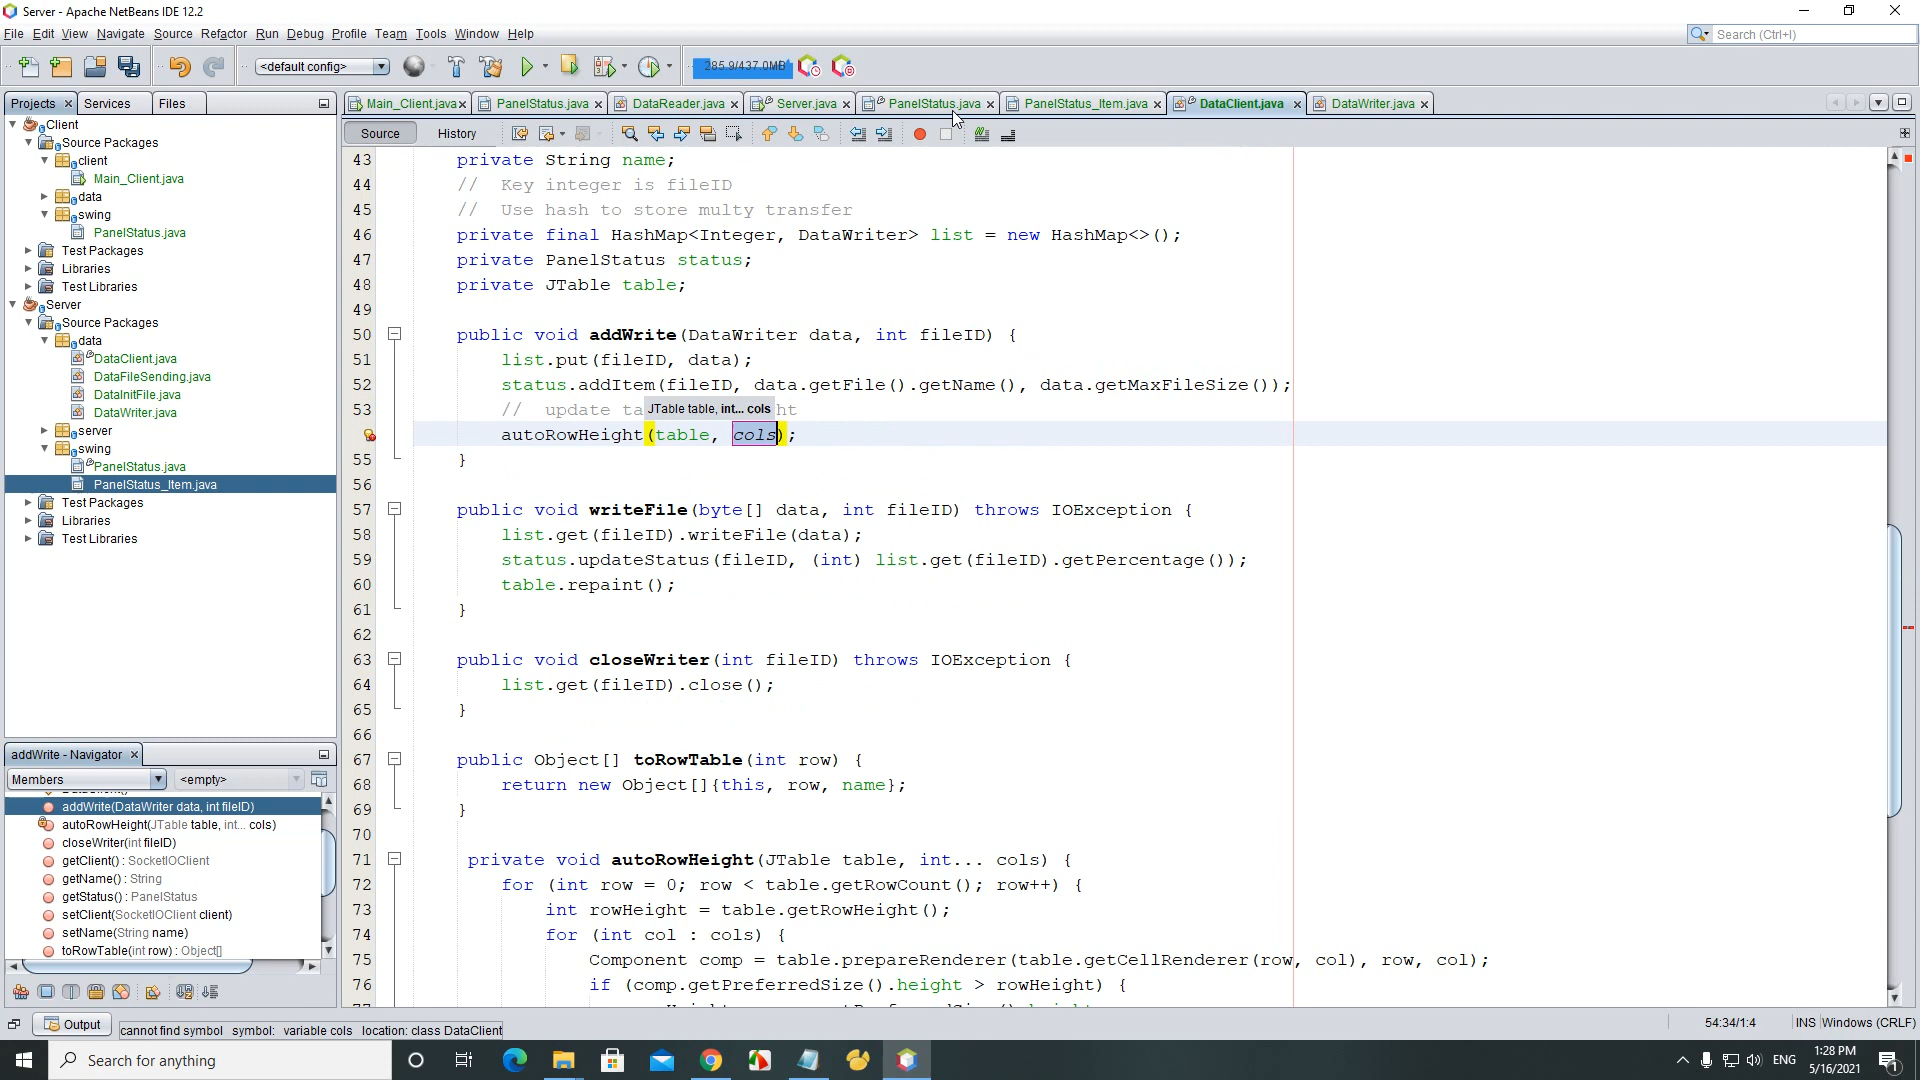 Server - Apache NetBeans IDE 12.2
File Edit View Navigate Source Refactor Run Debug Profile Team Tools Window Help
Search (Ctrl+I)
<default config>
285.9/437.0MB
Projects Services Files
Main_Client.java PanelStatus.java DataReader.java Server.java PanelStatus.java PanelStatus_Item.java DataClient.java DataWriter.java
Source History
Client
Source Packages
client
Main_Client.java
data
swing
PanelStatus.java
Test Packages
Libraries
Test Libraries
Server
Source Packages
data
DataClient.java
DataFileSending.java
DataInitFile.java
DataWriter.java
server
swing
PanelStatus.java
PanelStatus_Item.java
Test Packages
Libraries
Test Libraries
43 private String name;
44 // Key integer is fileID
45 // Use hash to store multy transfer
46 private final HashMap<Integer, DataWriter> list = new HashMap<>();
47 private PanelStatus status;
48 private JTable table;
49
50 public void addWrite(DataWriter data, int fileID) {
51 list.put(fileID, data);
52 status.addItem(fileID, data.getFile().getName(), data.getMaxFileSize());
53 // update ta JTable table, int... cols ht
autoRowHeight(table, cols);
55 }
56
57 public void writeFile(byte[] data, int fileID) throws IOException {
58 list.get(fileID).writeFile(data);
59 status.updateStatus(fileID, (int) list.get(fileID).getPercentage());
60 table.repaint();
61 }
62
63 public void closeWriter(int fileID) throws IOException {
64 list.get(fileID).close();
65 }
66
67 public Object[] toRowTable(int row) {
68 return new Object[]{this, row, name};
69 }
70
71 private void autoRowHeight(JTable table, int... cols) {
72 for (int row = 0; row < table.getRowCount(); row++) {
73 int rowHeight = table.getRowHeight();
74 for (int col : cols) {
75 Component comp = table.prepareRenderer(table.getCellRenderer(row, col), row, col);
76 if (comp.getPreferredSize().height > rowHeight) {
addWrite - Navigator
Members <empty>
addWrite(DataWriter data, int fileID)
autoRowHeight(JTable table, int... cols)
closeWriter(int fileID)
getClient() : SocketIOClient
getName() : String
getStatus() : PanelStatus
setClient(SocketIOClient client)
setName(String name)
toRowTable(int row) : Object[]
Output
cannot find symbol symbol: variable cols location: class DataClient
54:34/1:4 INS Windows (CRLF)
Search for anything
ENG
1:28 PM
5/16/2021
1